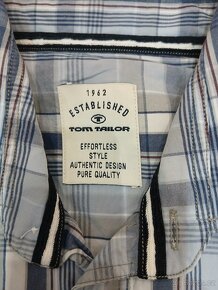 1962
ESTABLISHED
TOM TAILOR
EFFORTLESS
STYLE
AUTHENTIC DESIGN
PURE QUALITY